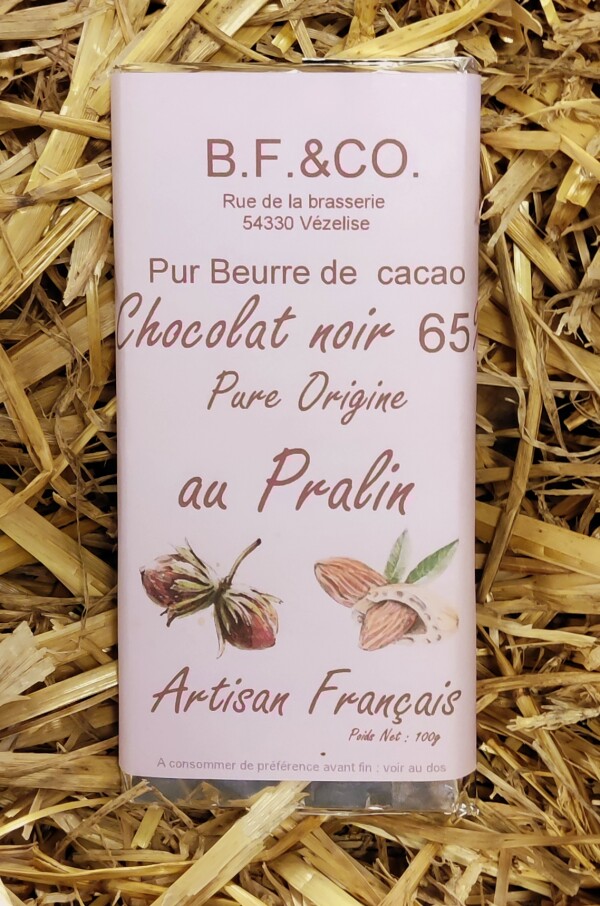 B.F.&CO.
Rue de la brasserie
54330 Vézelise
Pur Beurre de cacao
Chocolat noir 65%
Pure Origine
au Pralin
Artisan Français
Poids Net : 100g
A consommer de préférence avant fin : voir au dos